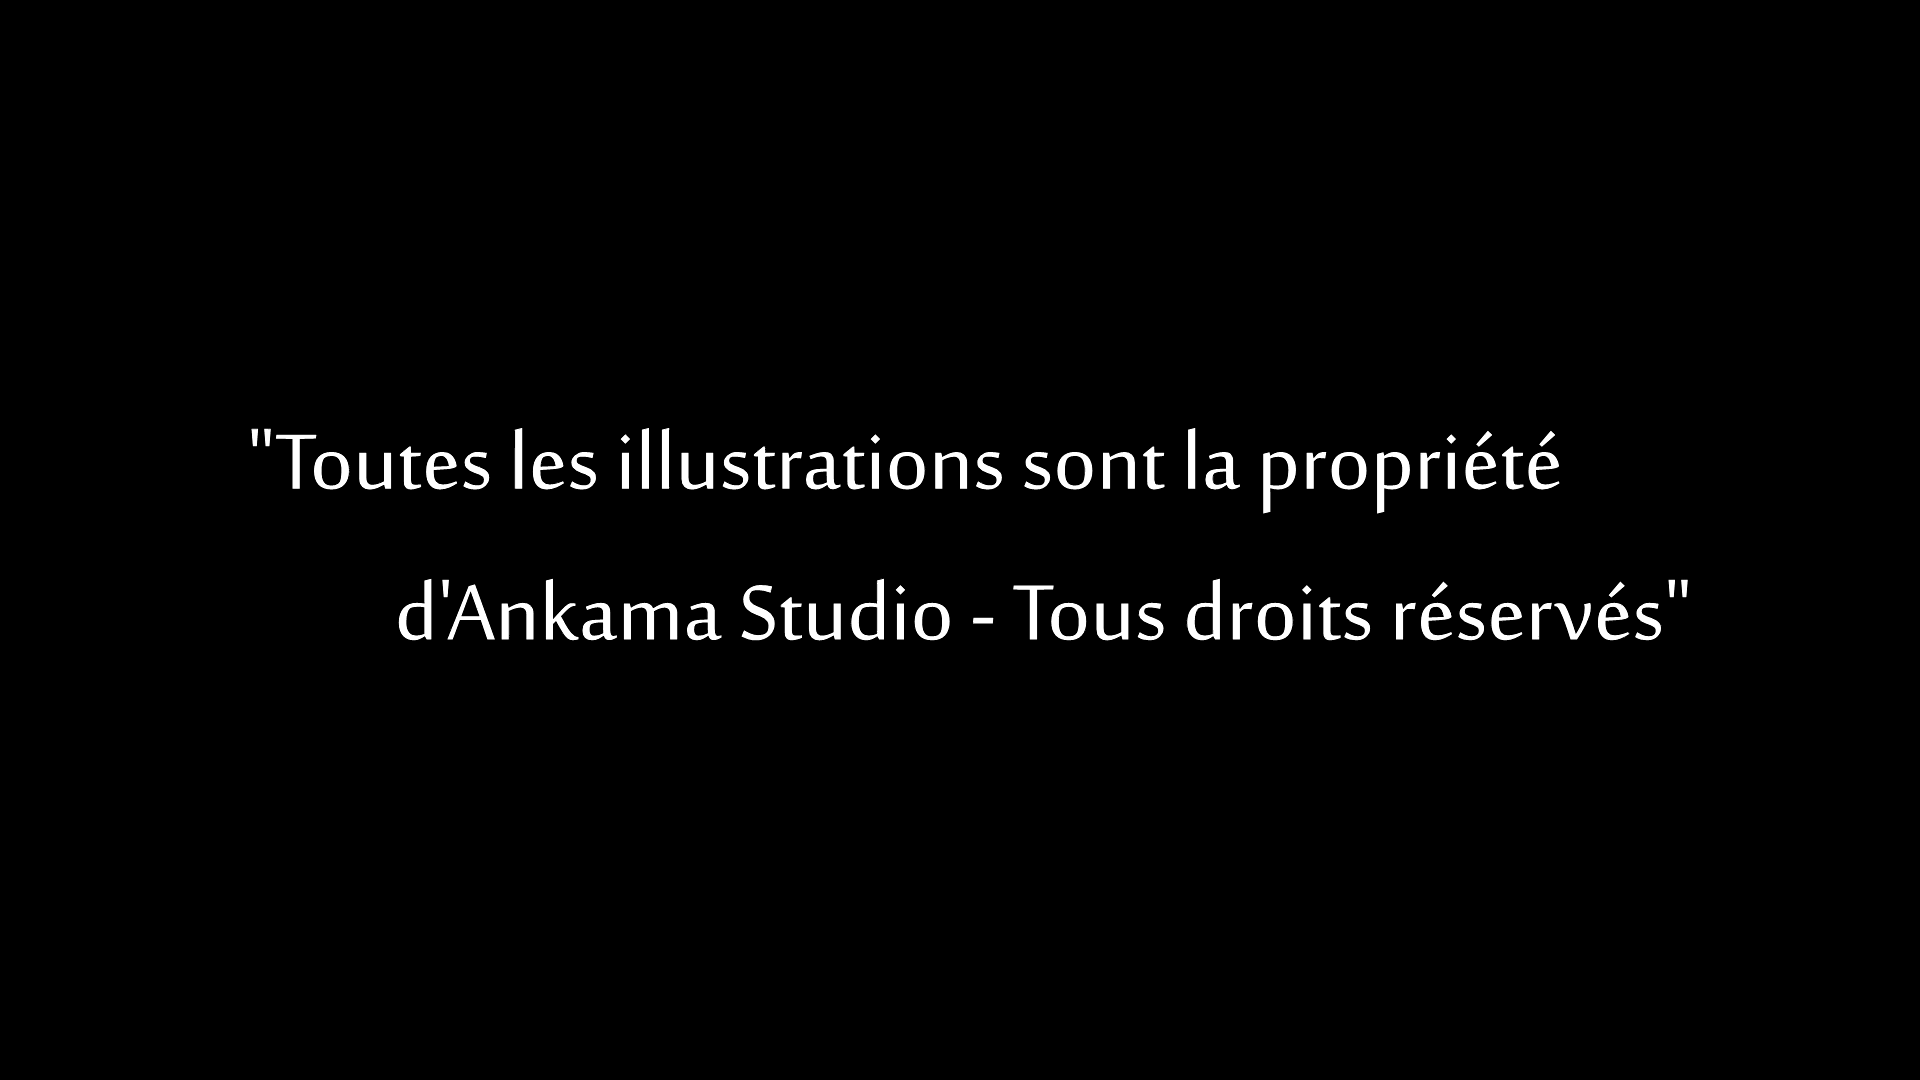 "Toutes les illustrations sont la propriété
d'Ankama Studio - Tous droits réservés"